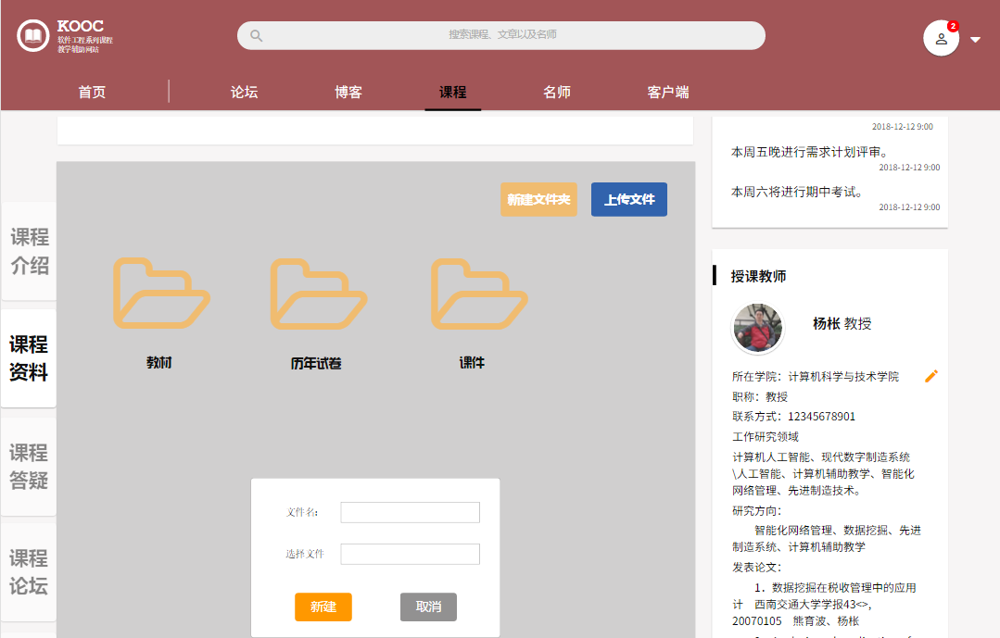 KOOC
软件工程系列课程
教学辅助网站
搜索课程、文章以及名师
2
首页
论坛
博客
课程
名师
客户端
2018-12-12 9:00
本周五晚进行需求计划评审。
2018-12-12 9:00
本周六将进行期中考试。
2018-12-12 9:00
课程
介绍
课程
资料
课程
答疑
课程
论坛
新建文件夹
上传文件
教材
历年试卷
课件
文件名:
选择文件
新建
取消
授课教师
杨枨 教授
所在学院：计算机科学与技术学院
职称：教授
联系方式：12345678901
工作研究领域
计算机人工智能、现代数字制造系统
\人工智能、计算机辅助教学、智能化
网络管理、先进制造技术。
研究方向：
智能化网络管理、数据挖掘、先进
制造系统、计算机辅助教学
发表论文：
1．数据挖掘在税收管理中的应用
计 西南交通大学学报43<>,
20070105 熊育波、杨枨